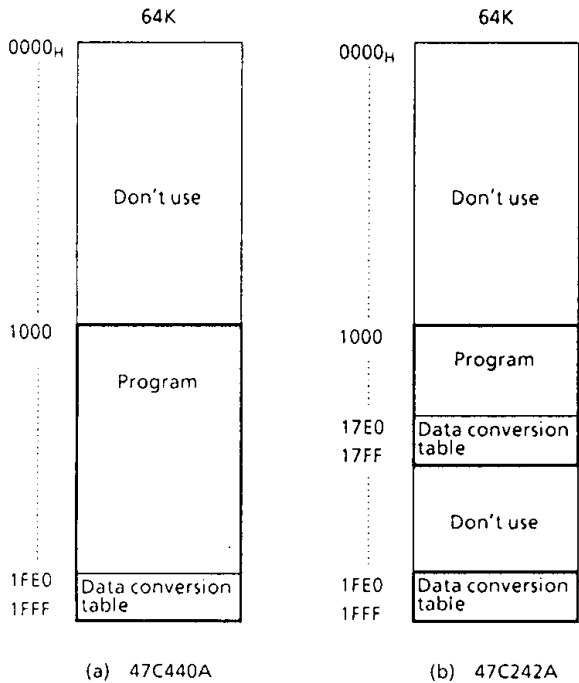 64K
0000H
Don't use
1000
Program
1FE0
Data conversion
1FFF
table
(a) 47C440A
64K
0000H
Don't use
1000
Program
17E0
Data conversion
17FF
table
Don't use
1FE0
Data conversion
1FFF
table
(b) 47C242A